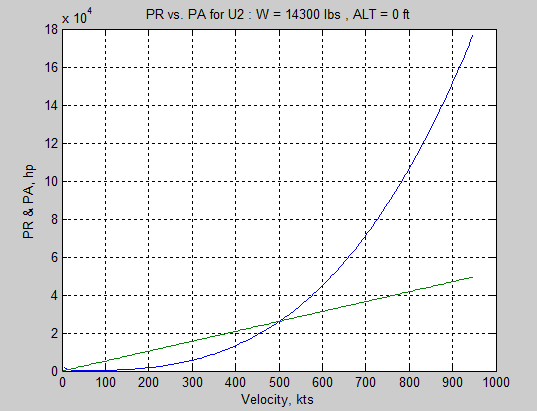 PR vs. PA for U2 : W = 14300 lbs , ALT = 0 ft
x 10^4
18
16
14
12
10
8
6
4
2
0
PR & PA, hp
0 100 200 300 400 500 600 700 800 900 1000
Velocity, kts